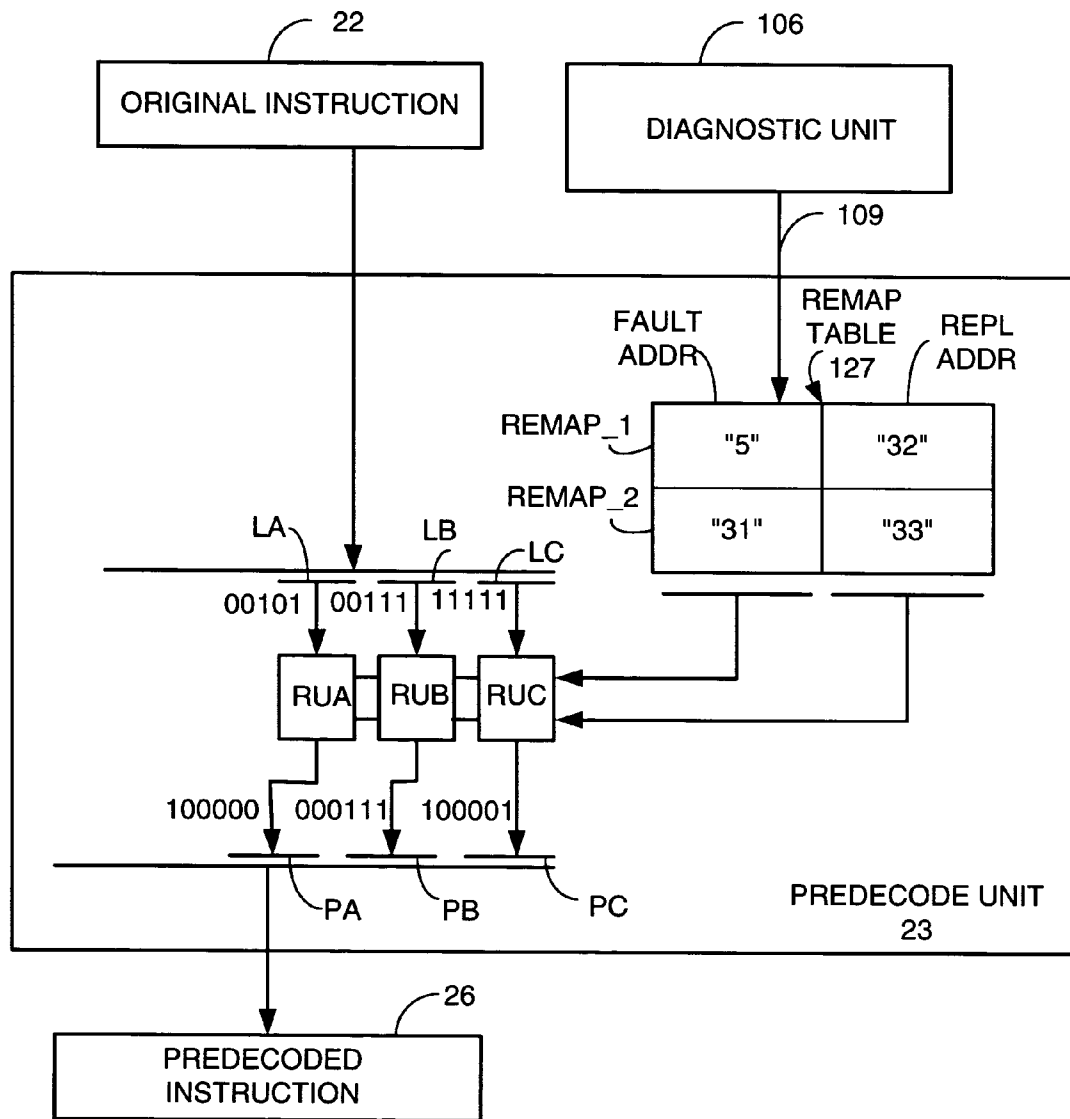 22
106
ORIGINAL INSTRUCTION
DIAGNOSTIC UNIT
109
FAULT
ADDR
REMAP
TABLE
127
REPL
ADDR
REMAP_1
"5"
"32"
REMAP_2
"31"
"33"
LA
LB
LC
00101
00111
11111
RUA
RUB
RUC
100000
000111
100001
PA
PB
PC
PREDECODE UNIT
23
26
PREDECODED
INSTRUCTION